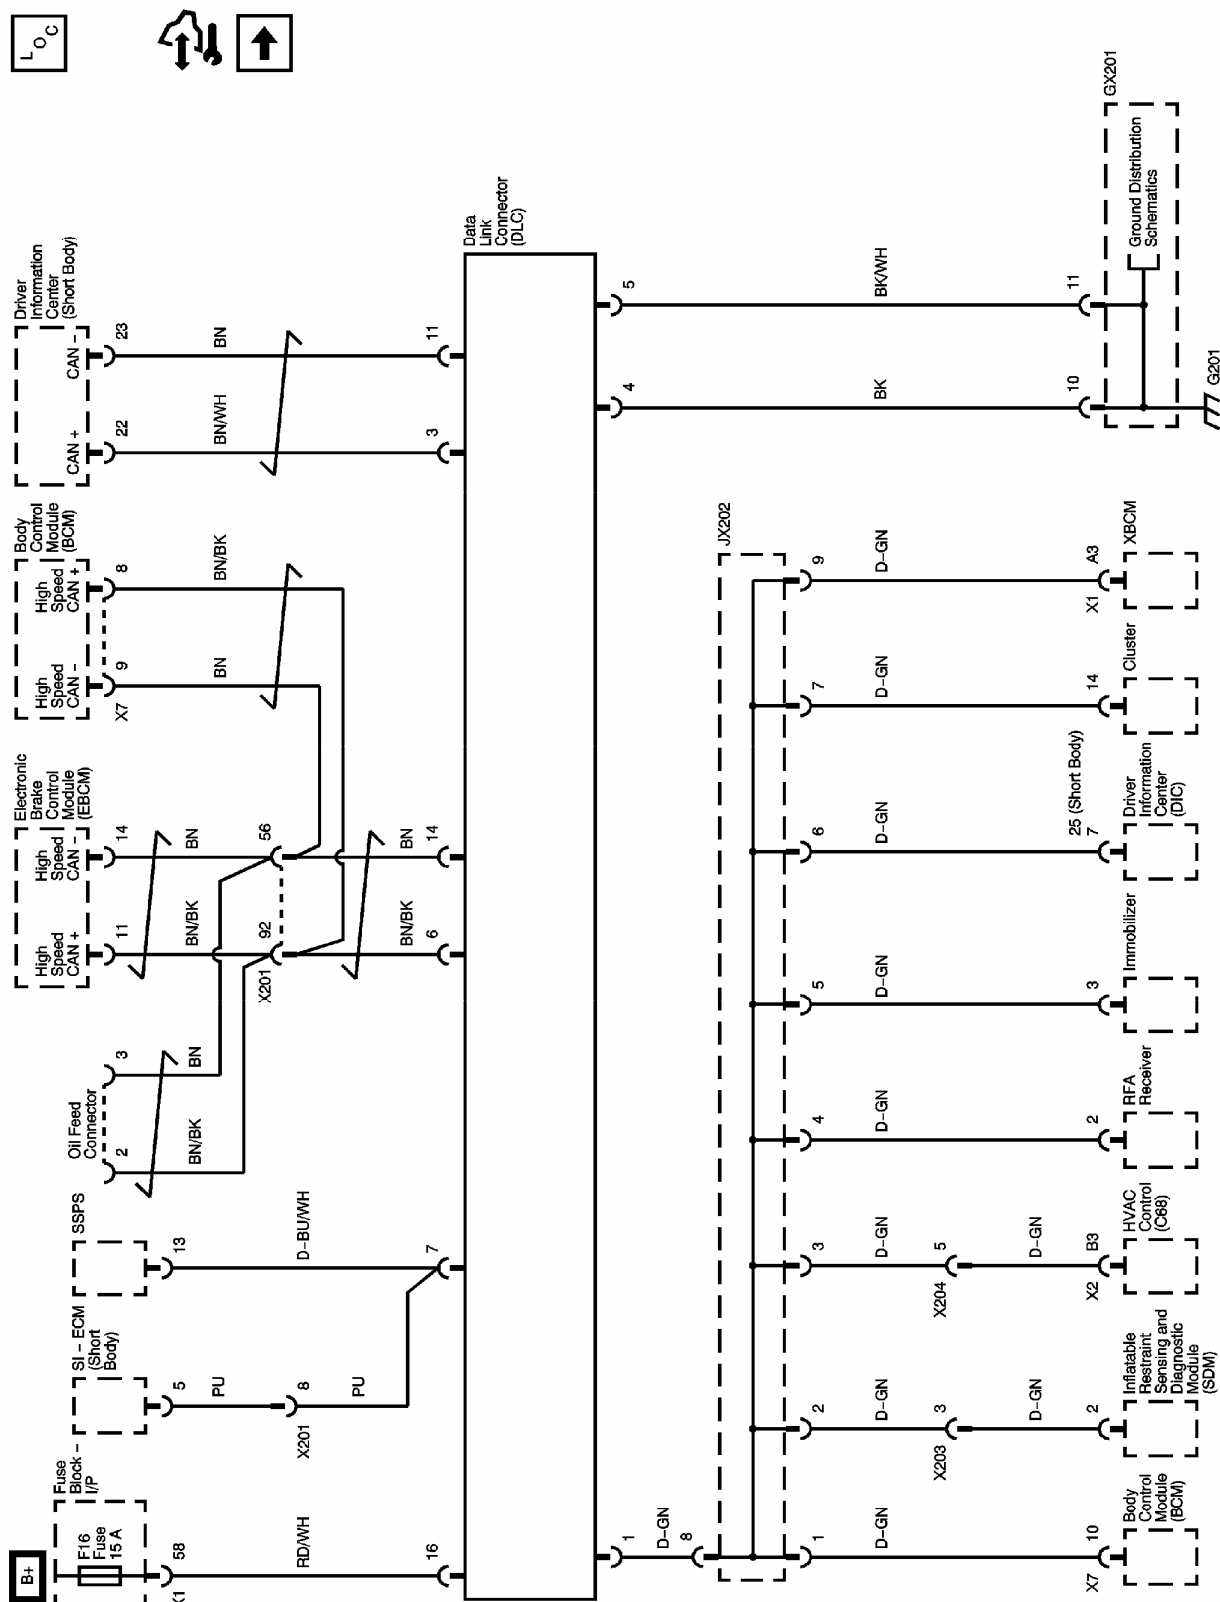 LOC
B+
F16
Fuse
15 A
Fuse
Block –
I/P
58
X1
RD/WH
16
SI – ECM
(Short
Body)
5
PU
8
X201
PU
SSPS
13
D–BU/WH
7
Oil Feed
Connector
2
3
BN/BK
BN
Electronic
Brake
Control
Module
(EBCM)
High
Speed
CAN +
High
Speed
CAN –
11
14
BN/BK
BN
92
56
X201
BN/BK
BN
6
14
Body
Control
Module
(BCM)
High
Speed
CAN –
High
Speed
CAN +
X7
9
8
BN
BN/BK
Driver
Information
Center
(Short Body)
CAN +
CAN –
22
23
BN/WH
BN
3
11
Data
Link
Connector
(DLC)
1
D–GN
8
4
5
BK
BK/WH
10
11
GX201
Ground Distribution
Schematics
G201
JX202
1
D–GN
X7
10
Body
Control
Module
(BCM)
2
D–GN
3
X203
D–GN
2
Inflatable
Restraint
Sensing and
Diagnostic
Module
(SDM)
3
D–GN
5
X204
D–GN
X2
B3
HVAC
Control
(C68)
4
D–GN
2
RFA
Receiver
5
D–GN
3
Immobilizer
6
D–GN
25 (Short Body)
7
Driver
Information
Center
(DIC)
7
D–GN
14
Cluster
9
D–GN
X1
A3
XBCM